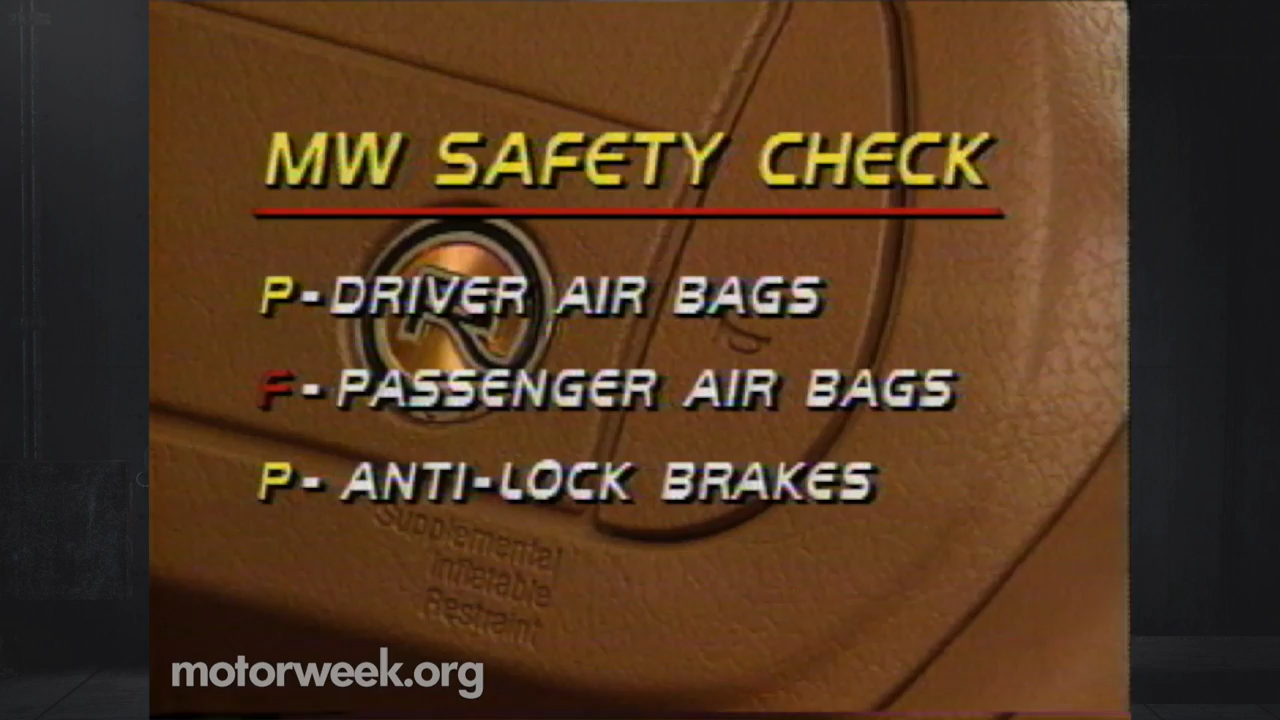 MW SAFETY CHECK
P-DRIVER AIR BAGS
F-PASSENGER AIR BAGS
P- ANTI-LOCK BRAKES
Supplemental
Inflatable
Restraint
motorweek.org